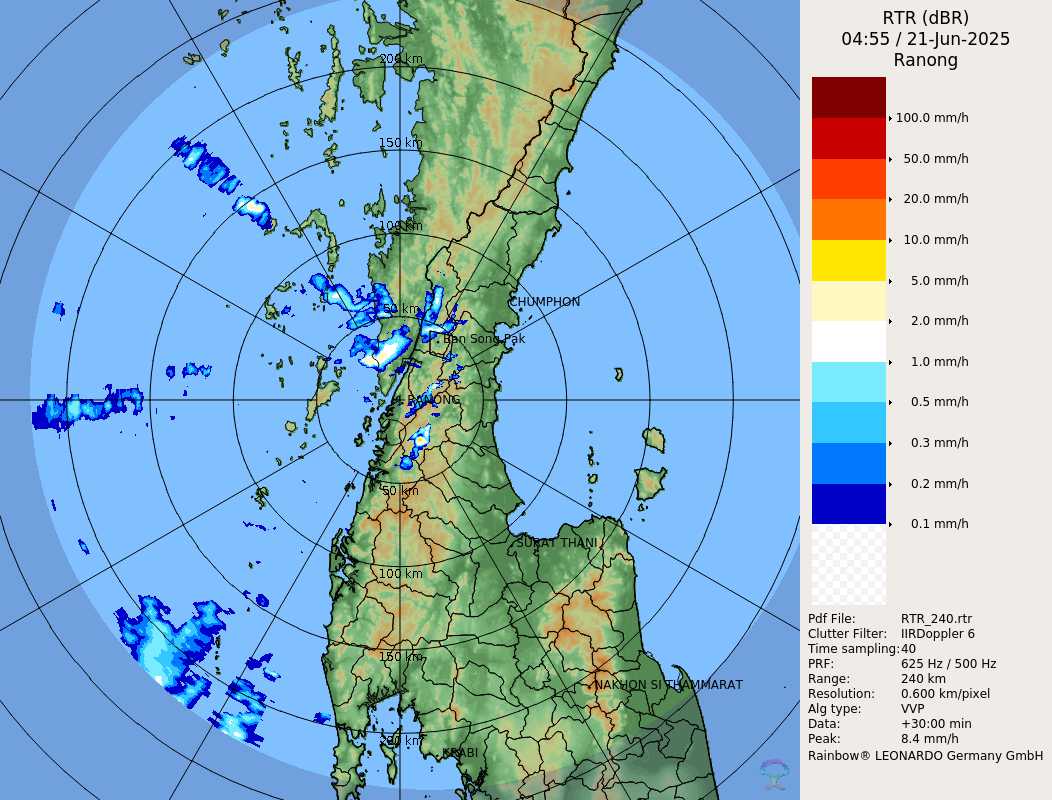 RTR (dBR)
04:55 / 21-Jun-2025
Ranong
100.0 mm/h
50.0 mm/h
20.0 mm/h
10.0 mm/h
5.0 mm/h
2.0 mm/h
1.0 mm/h
0.5 mm/h
0.3 mm/h
0.2 mm/h
0.1 mm/h
Pdf File: RTR_240.rtr
Clutter Filter: IIRDoppler 6
Time sampling:40
PRF: 625 Hz / 500 Hz
Range: 240 km
Resolution: 0.600 km/pixel
Alg type: VVP
Data: +30:00 min
Peak: 8.4 mm/h
Rainbow® LEONARDO Germany GmbH
200 km
150 km
100 km
CHUMPHON
50 km
Ban Song Pak
RANONG
50 km
SURAT THANI
100 km
150 km
NAKHON SI THAMMARAT
200 km
KRABI